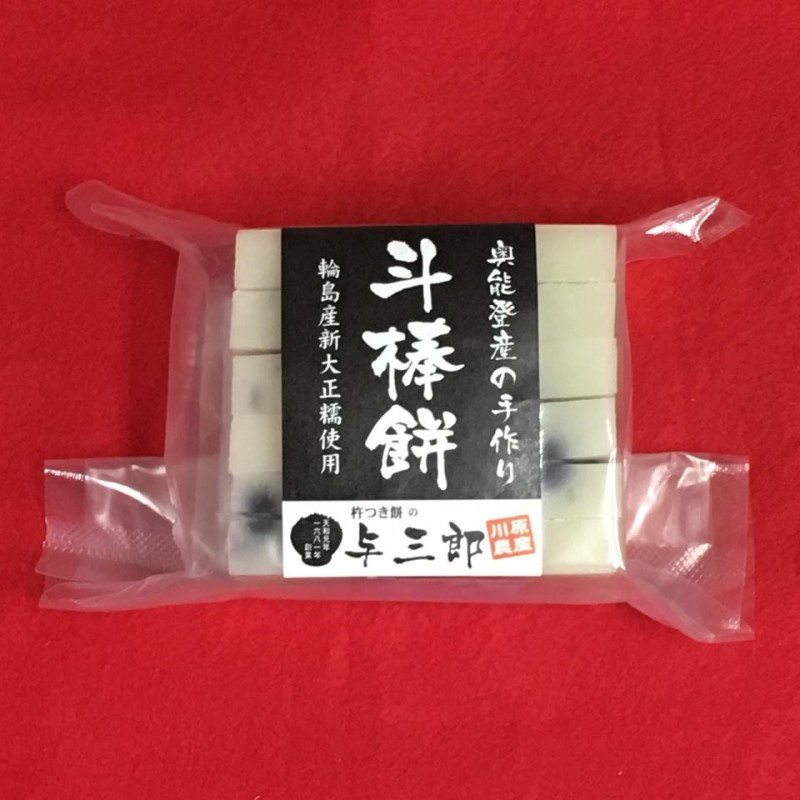 奥能登産の手作り
斗棒餅
輪島産新大正糯使用
杵つき餅の
与三郎
天和元年
一六八一年
創業
川原農産